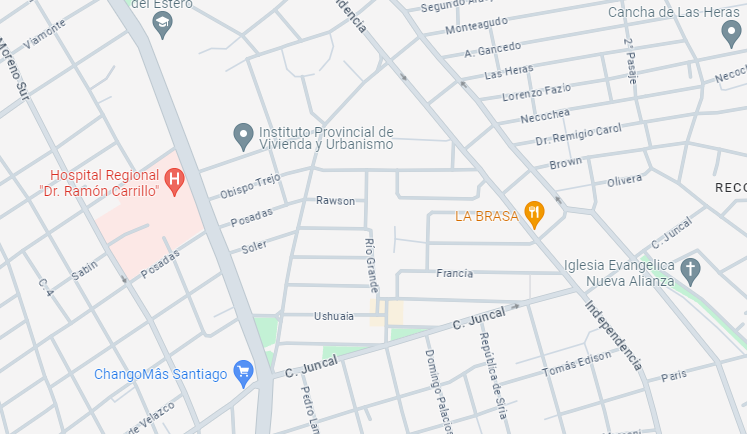 del Estero
Viamonte
Moreno Sur
Segundo
Monteagudo
A. Gancedo
Las Heras
Lorenzo Fazio
Necochea
Dr. Remigio Carol
Brown
Olivera
2° Pasaje
Cancha de Las Heras
RECO
Instituto Provincial de
Vivienda y Urbanismo
Hospital Regional
"Dr. Ramón Carrillo"
Obispo Trejo
Posadas
Soler
Rawson
Río Grande
LA BRASA
C. Juncal
Iglesia Evangelica
Nueva Alianza
Francia
Sabin
Posadas
C. 4
Ushuaia
C. Juncal
Independencia
ChangoMâs Santiago
C. Juncal
Domingo Palacio
República de Siria
Tomás Edison
Paris
de Velazco
Pedro